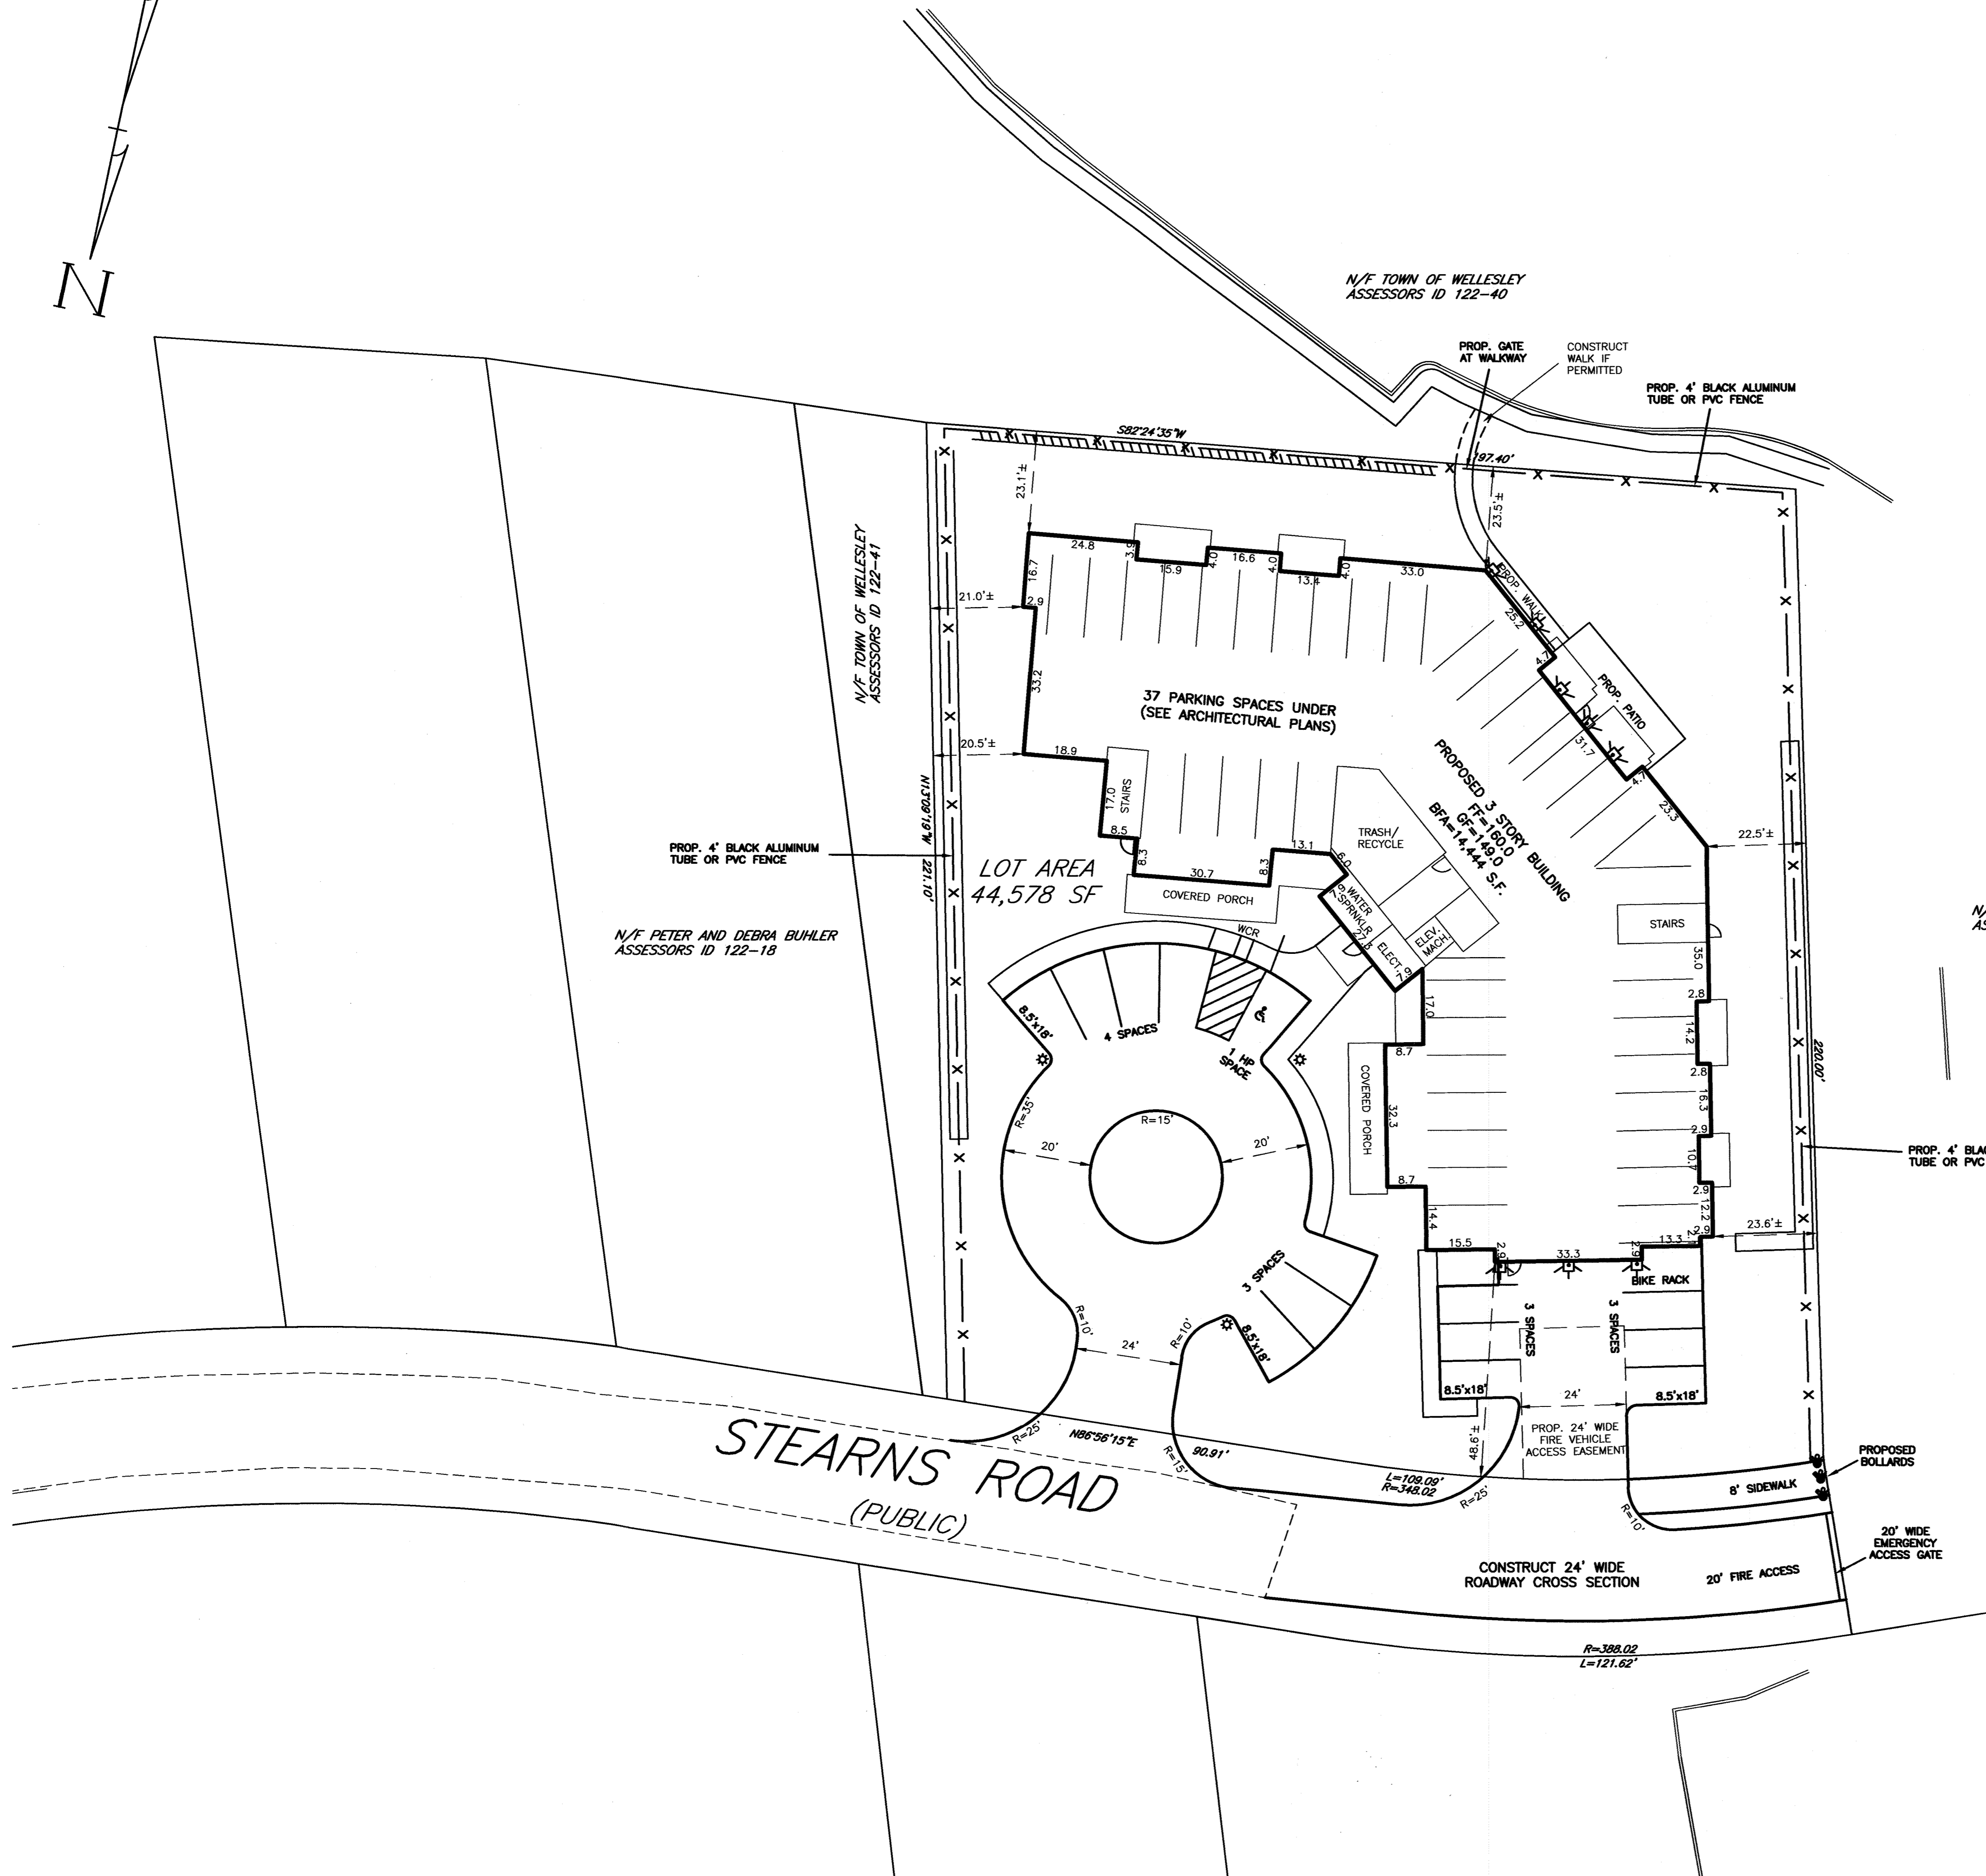 N
N/F TOWN OF WELLESLEY
ASSESSORS ID 122-40
PROP. GATE
AT WALKWAY
CONSTRUCT
WALK IF
PERMITTED
PROP. 4' BLACK ALUMINUM
TUBE OR PVC FENCE
S82°24'35"W
197.40'
23.1'±
23.5'±
N/F TOWN OF WELLESLEY
ASSESSORS ID 122-41
24.8
3.9
15.9
4.0
16.6
4.0
13.4
4.0
33.0
16.7
21.0'±
2.9
33.2
PROP. WALK
25.2
4.7
PROP. PATIO
31.7
4.7
23.3
37 PARKING SPACES UNDER
(SEE ARCHITECTURAL PLANS)
20.5'±
18.9
17.0
STAIRS
8.5
8.3
30.7
8.3
13.1
6.0
PROPOSED 3 STORY BUILDING
FF=160.0
GF=149.0
BFA=14,444 S.F.
TRASH/
RECYCLE
22.5'±
N13°09'19"W 221.10'
PROP. 4' BLACK ALUMINUM
TUBE OR PVC FENCE
LOT AREA
44,578 SF
COVERED PORCH
7.9
WATER
SPRNKLR
27.5
ELECT.
7.9
ELEV.
MACH.
STAIRS
35.0
N/F PETER AND DEBRA BUHLER
ASSESSORS ID 122-18
WCR
8.5'x18'
4 SPACES
1 HP
SPACE
17.0
8.7
2.8
14.2
2.8
220.00'
COVERED PORCH
32.3
16.3
2.9
10.7
2.9
12.2
R=35'
R=15'
20'
20'
8.7
14.4
15.5
2.9
33.3
2.9
13.3
23.6'±
PROP. 4' BLA
TUBE OR PVC
3 SPACES
8.5'x18'
BIKE RACK
3 SPACES
3 SPACES
R=10'
R=10'
24'
8.5'x18'
24'
8.5'x18'
PROP. 24' WIDE
FIRE VEHICLE
ACCESS EASEMENT
48.6'±
R=25'
N86°56'15"E
90.91'
R=15'
L=109.09'
R=348.02
R=25'
R=10'
8' SIDEWALK
PROPOSED
BOLLARDS
STEARNS ROAD
(PUBLIC)
CONSTRUCT 24' WIDE
ROADWAY CROSS SECTION
20' FIRE ACCESS
20' WIDE
EMERGENCY
ACCESS GATE
R=388.02
L=121.62'